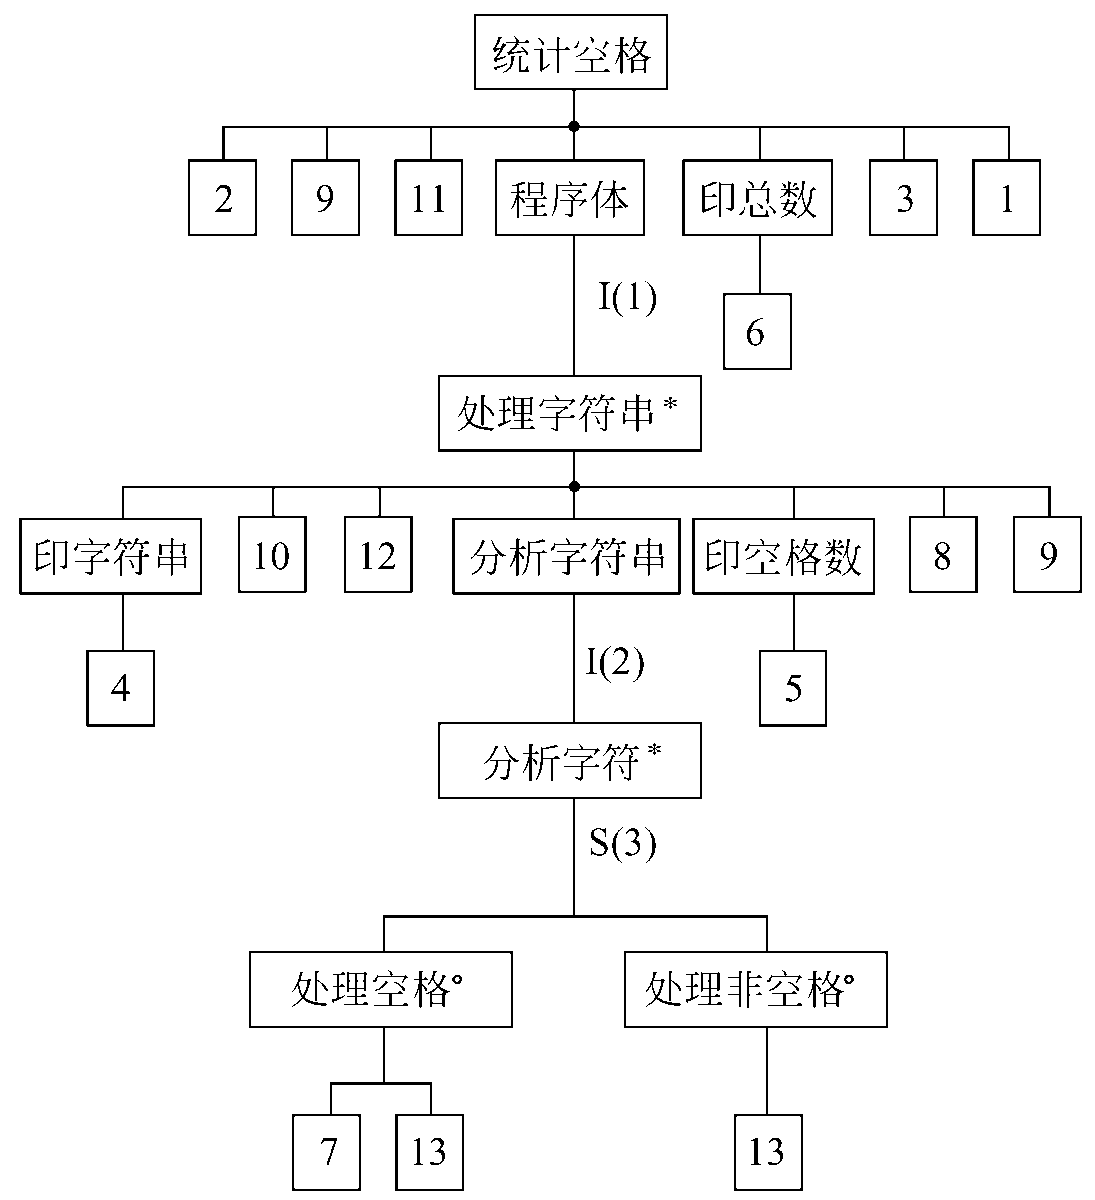 统计空格
2 9 11 程序体 印总数 3 1
I(1)
6
处理字符串*
印字符串 10 12 分析字符串 印空格数 8 9
I(2)
4 5
分析字符*
S(3)
处理空格° 处理非空格°
7 13 13